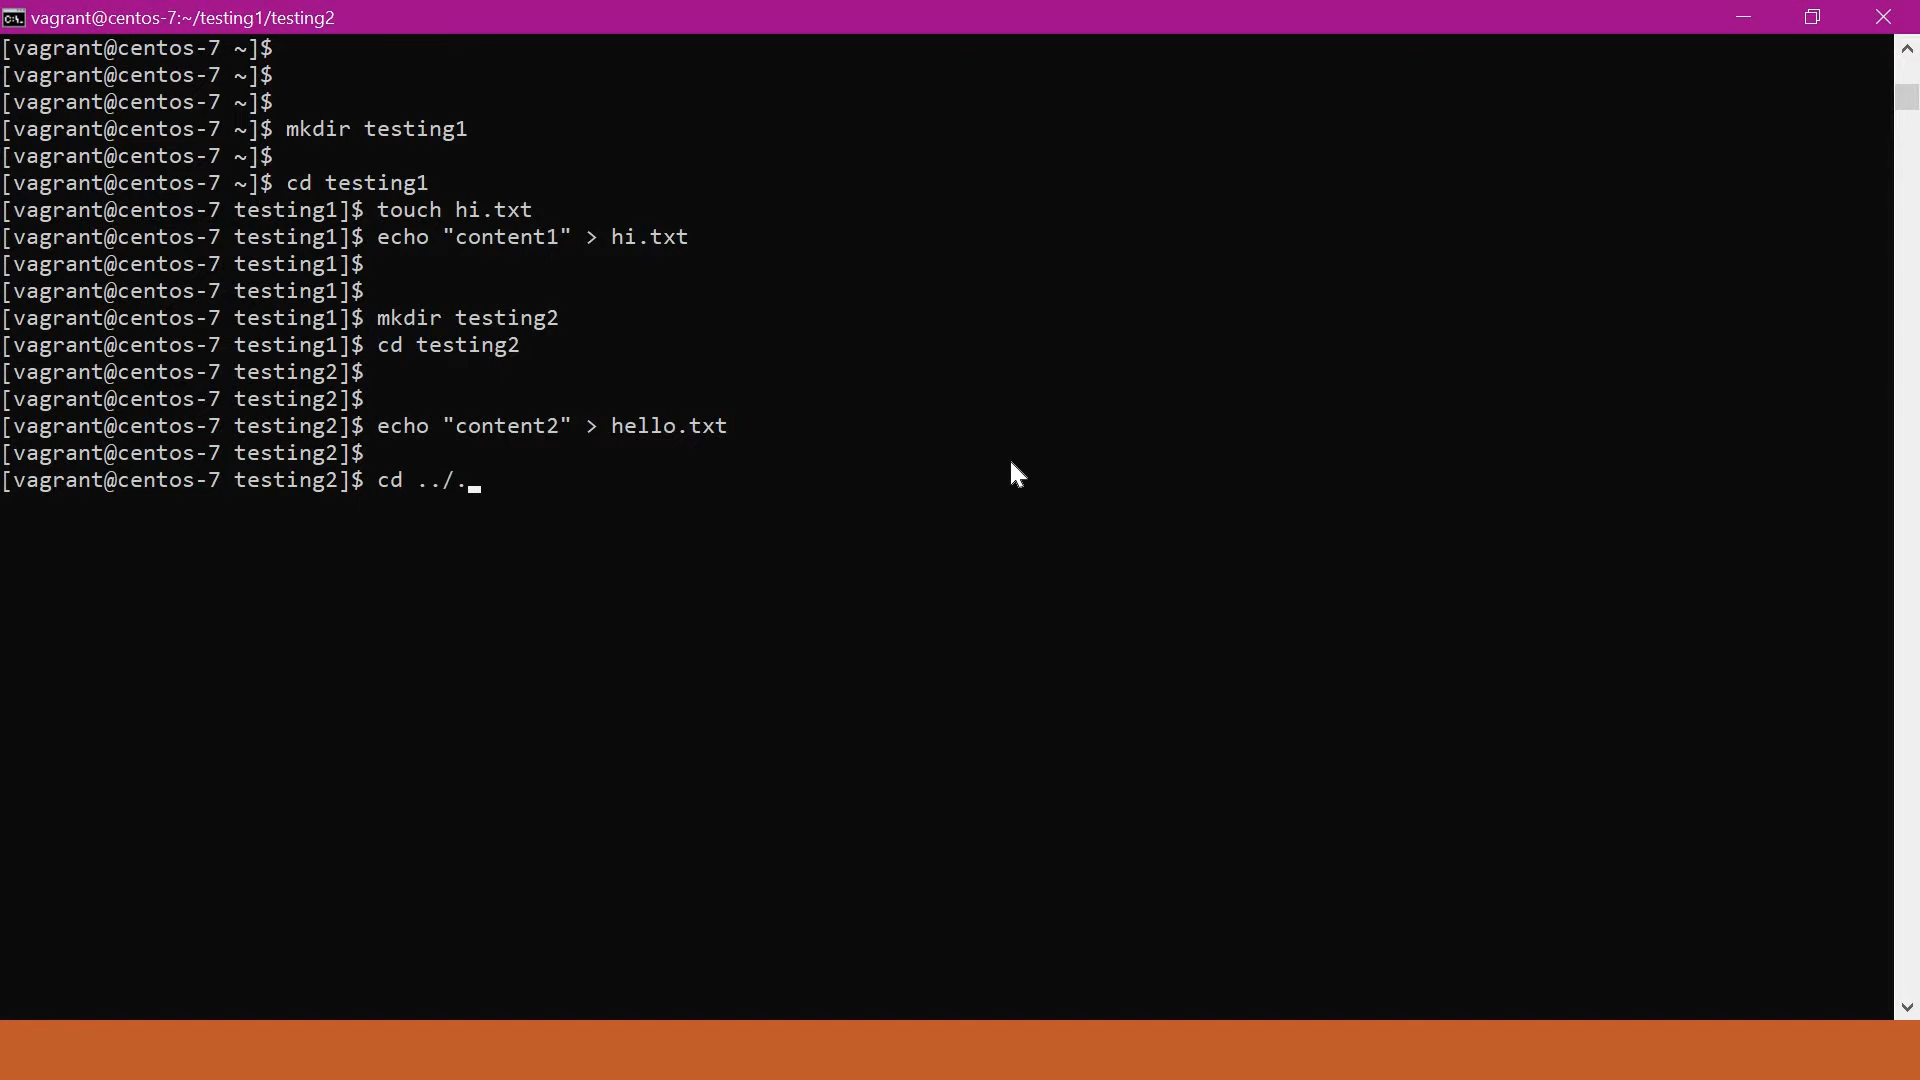 vagrant@centos-7:~/testing1/testing2
[vagrant@centos-7 ~]$
[vagrant@centos-7 ~]$
[vagrant@centos-7 ~]$
[vagrant@centos-7 ~]$ mkdir testing1
[vagrant@centos-7 ~]$
[vagrant@centos-7 ~]$ cd testing1
[vagrant@centos-7 testing1]$ touch hi.txt
[vagrant@centos-7 testing1]$ echo "content1" > hi.txt
[vagrant@centos-7 testing1]$
[vagrant@centos-7 testing1]$
[vagrant@centos-7 testing1]$ mkdir testing2
[vagrant@centos-7 testing1]$ cd testing2
[vagrant@centos-7 testing2]$
[vagrant@centos-7 testing2]$
[vagrant@centos-7 testing2]$ echo "content2" > hello.txt
[vagrant@centos-7 testing2]$
[vagrant@centos-7 testing2]$ cd ../.